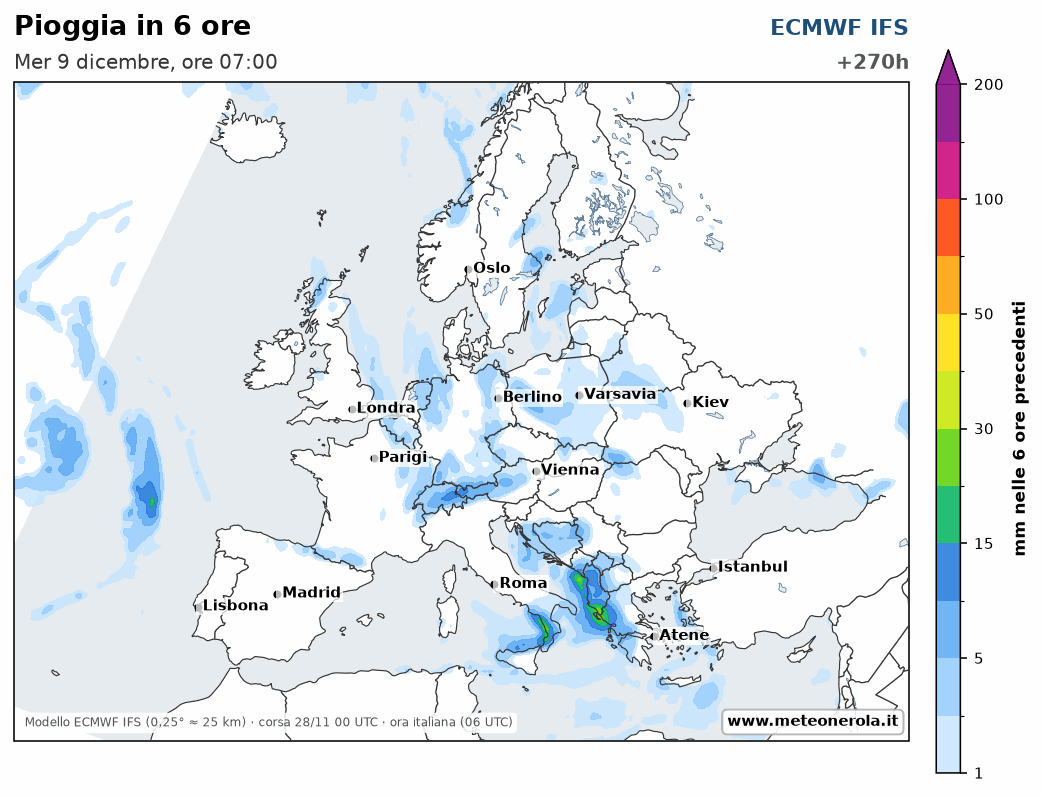 Pioggia in 6 ore
ECMWF IFS
Mer 9 dicembre, ore 07:00
+270h
Oslo
Londra
Berlino
Varsavia
Kiev
Parigi
Vienna
Istanbul
Roma
Madrid
Lisbona
Atene
Modello ECMWF IFS (0,25° ≈ 25 km) · corsa 28/11 00 UTC · ora italiana (06 UTC)
www.meteonerola.it
200
100
50
30
15
5
1
mm nelle 6 ore precedenti